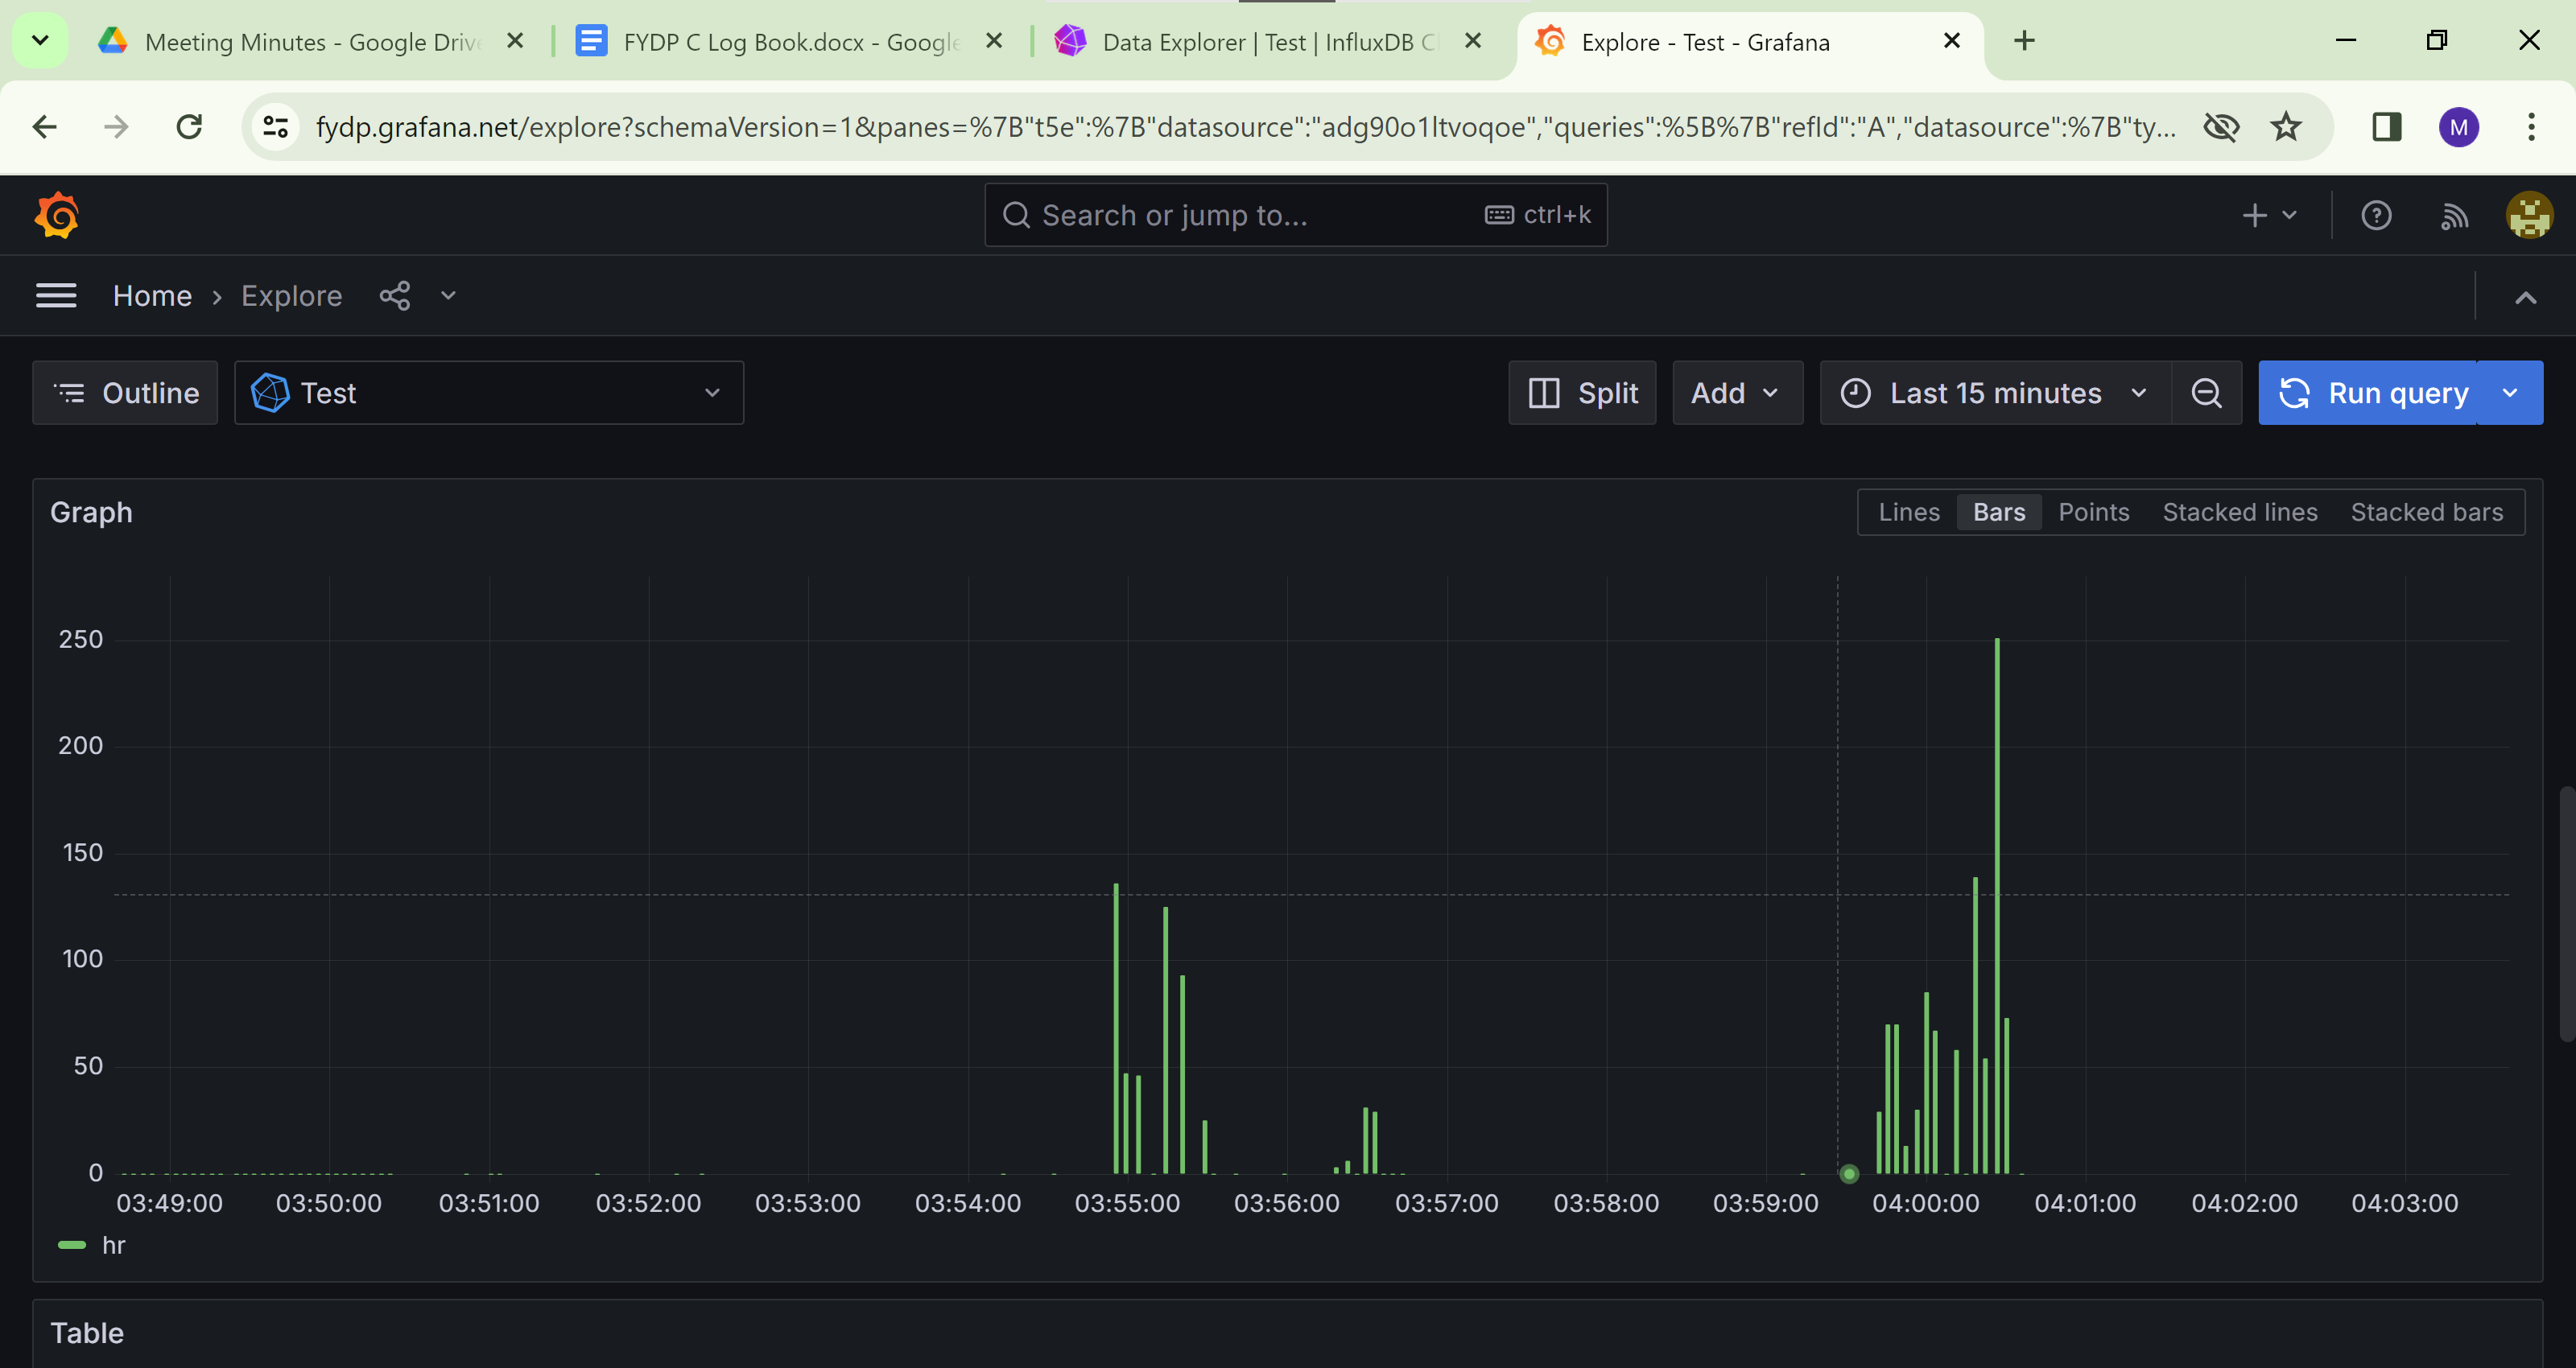 Meeting Minutes - Google Drive
FYDP C Log Book.docx - Google
Data Explorer | Test | InfluxDB C
Explore - Test - Grafana
fydp.grafana.net/explore?schemaVersion=1&panes=%7B"t5e":%7B"datasource":"adg90o1ltvoqoe","queries":%5B%7B"refId":"A","datasource":%7B"ty...
M
Search or jump to...
ctrl+k
Home › Explore
Outline
Test
Split
Add
Last 15 minutes
Run query
Graph
Lines
Bars
Points
Stacked lines
Stacked bars
250
200
150
100
50
0
03:49:00
03:50:00
03:51:00
03:52:00
03:53:00
03:54:00
03:55:00
03:56:00
03:57:00
03:58:00
03:59:00
04:00:00
04:01:00
04:02:00
04:03:00
hr
Table